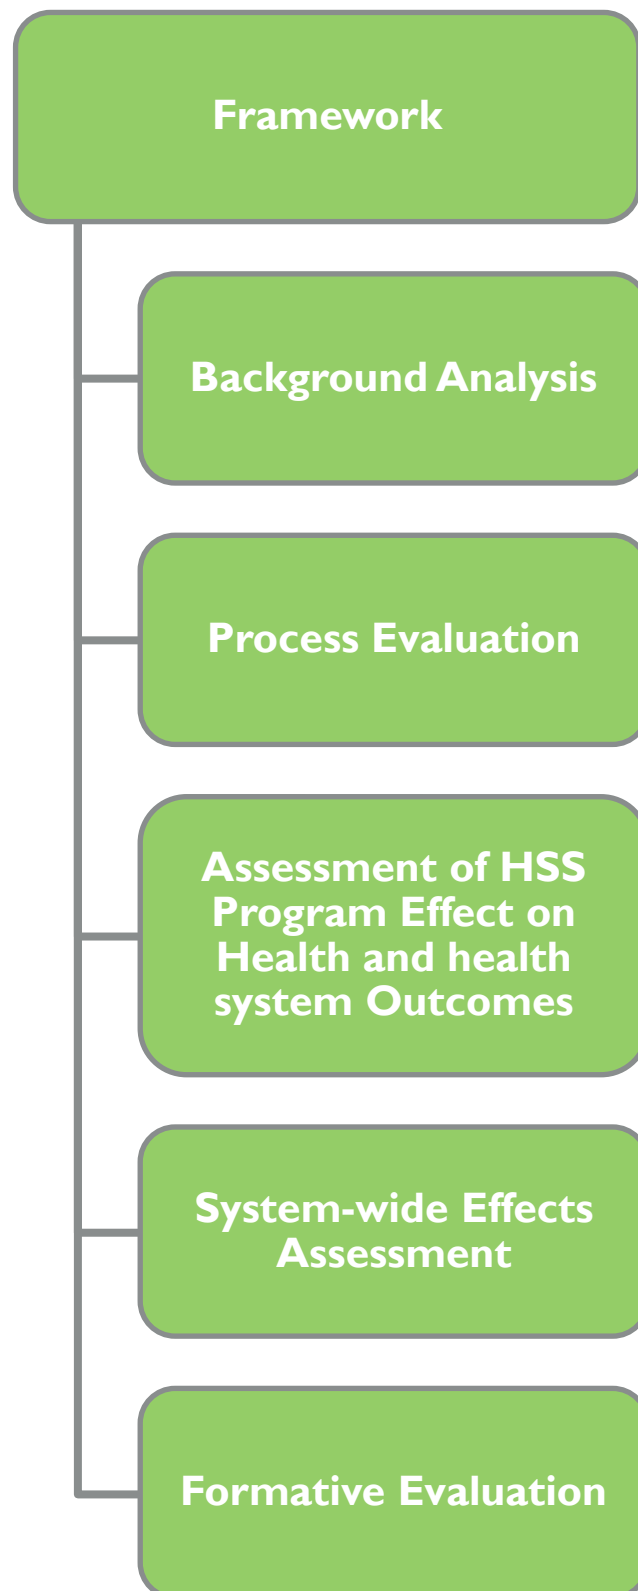 Framework
Background Analysis
Process Evaluation
Assessment of HSS
Program Effect on
Health and health
system Outcomes
System-wide Effects
Assessment
Formative Evaluation